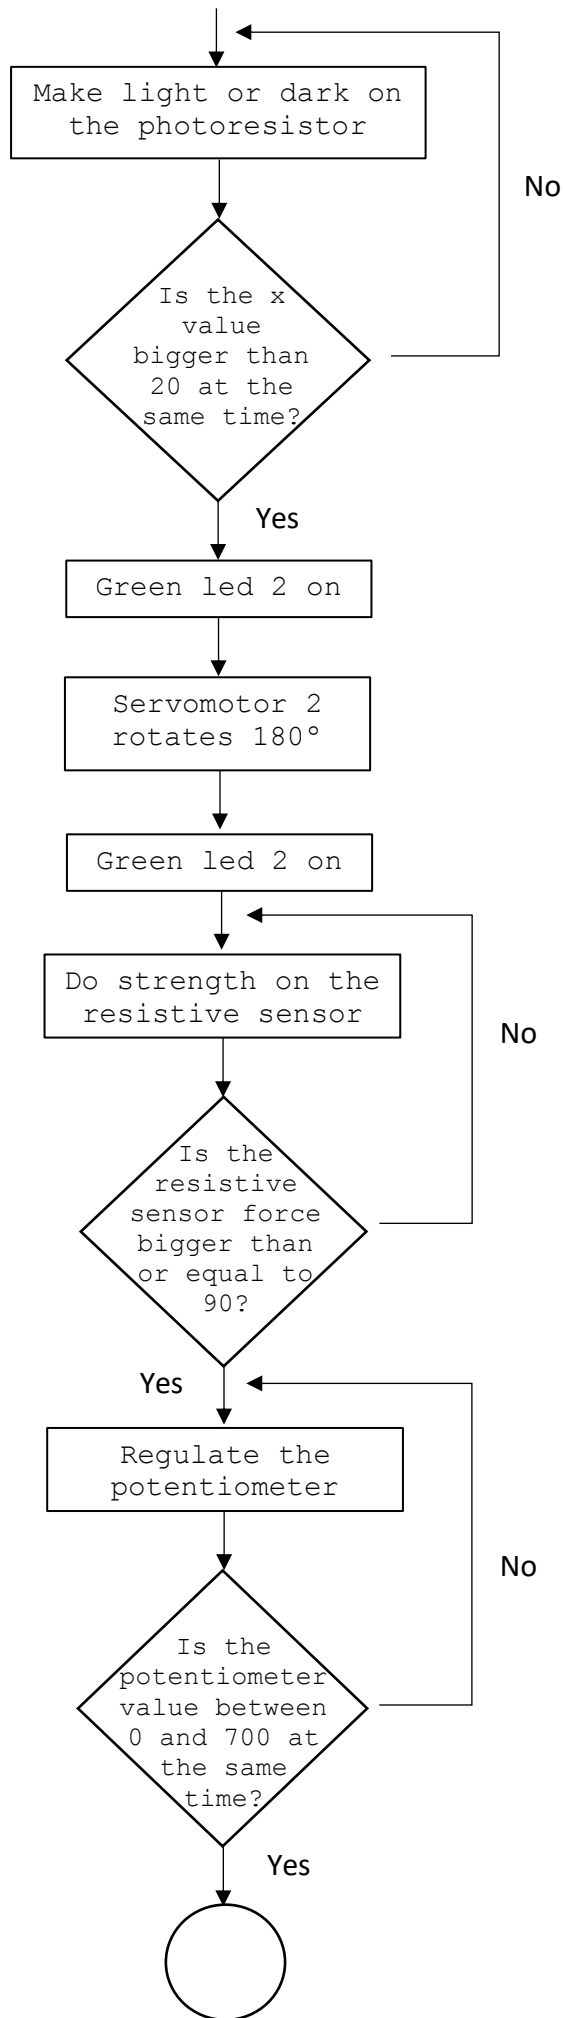 Make light or dark on
the photoresistor
No
Is the x
value
bigger than
20 at the
same time?
Yes
Green led 2 on
Servomotor 2
rotates 180°
Green led 2 on
Do strength on the
resistive sensor
No
Is the
resistive
sensor force
bigger than
or equal to
90?
Yes
Regulate the
potentiometer
No
Is the
potentiometer
value between
0 and 700 at
the same
time?
Yes